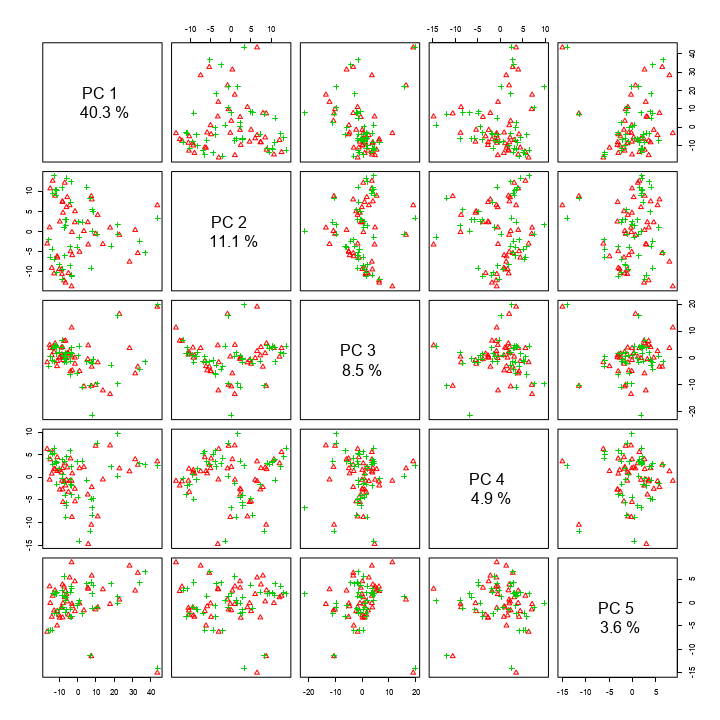 -10 0 5 10
-10 0 5 10
PC 1
40.3 %
-10 0 10 20 30 40
-10 -5 0 5 10
PC 2
11.1 %
PC 3
8.5 %
-20 -10 0 10 20
-15 -5 0 5 10
PC 4
4.9 %
PC 5
3.6 %
-15 -10 -5 0 5
-10 0 10 20 30 40
-20 -10 0 10 20
-15 -10 -5 0 5